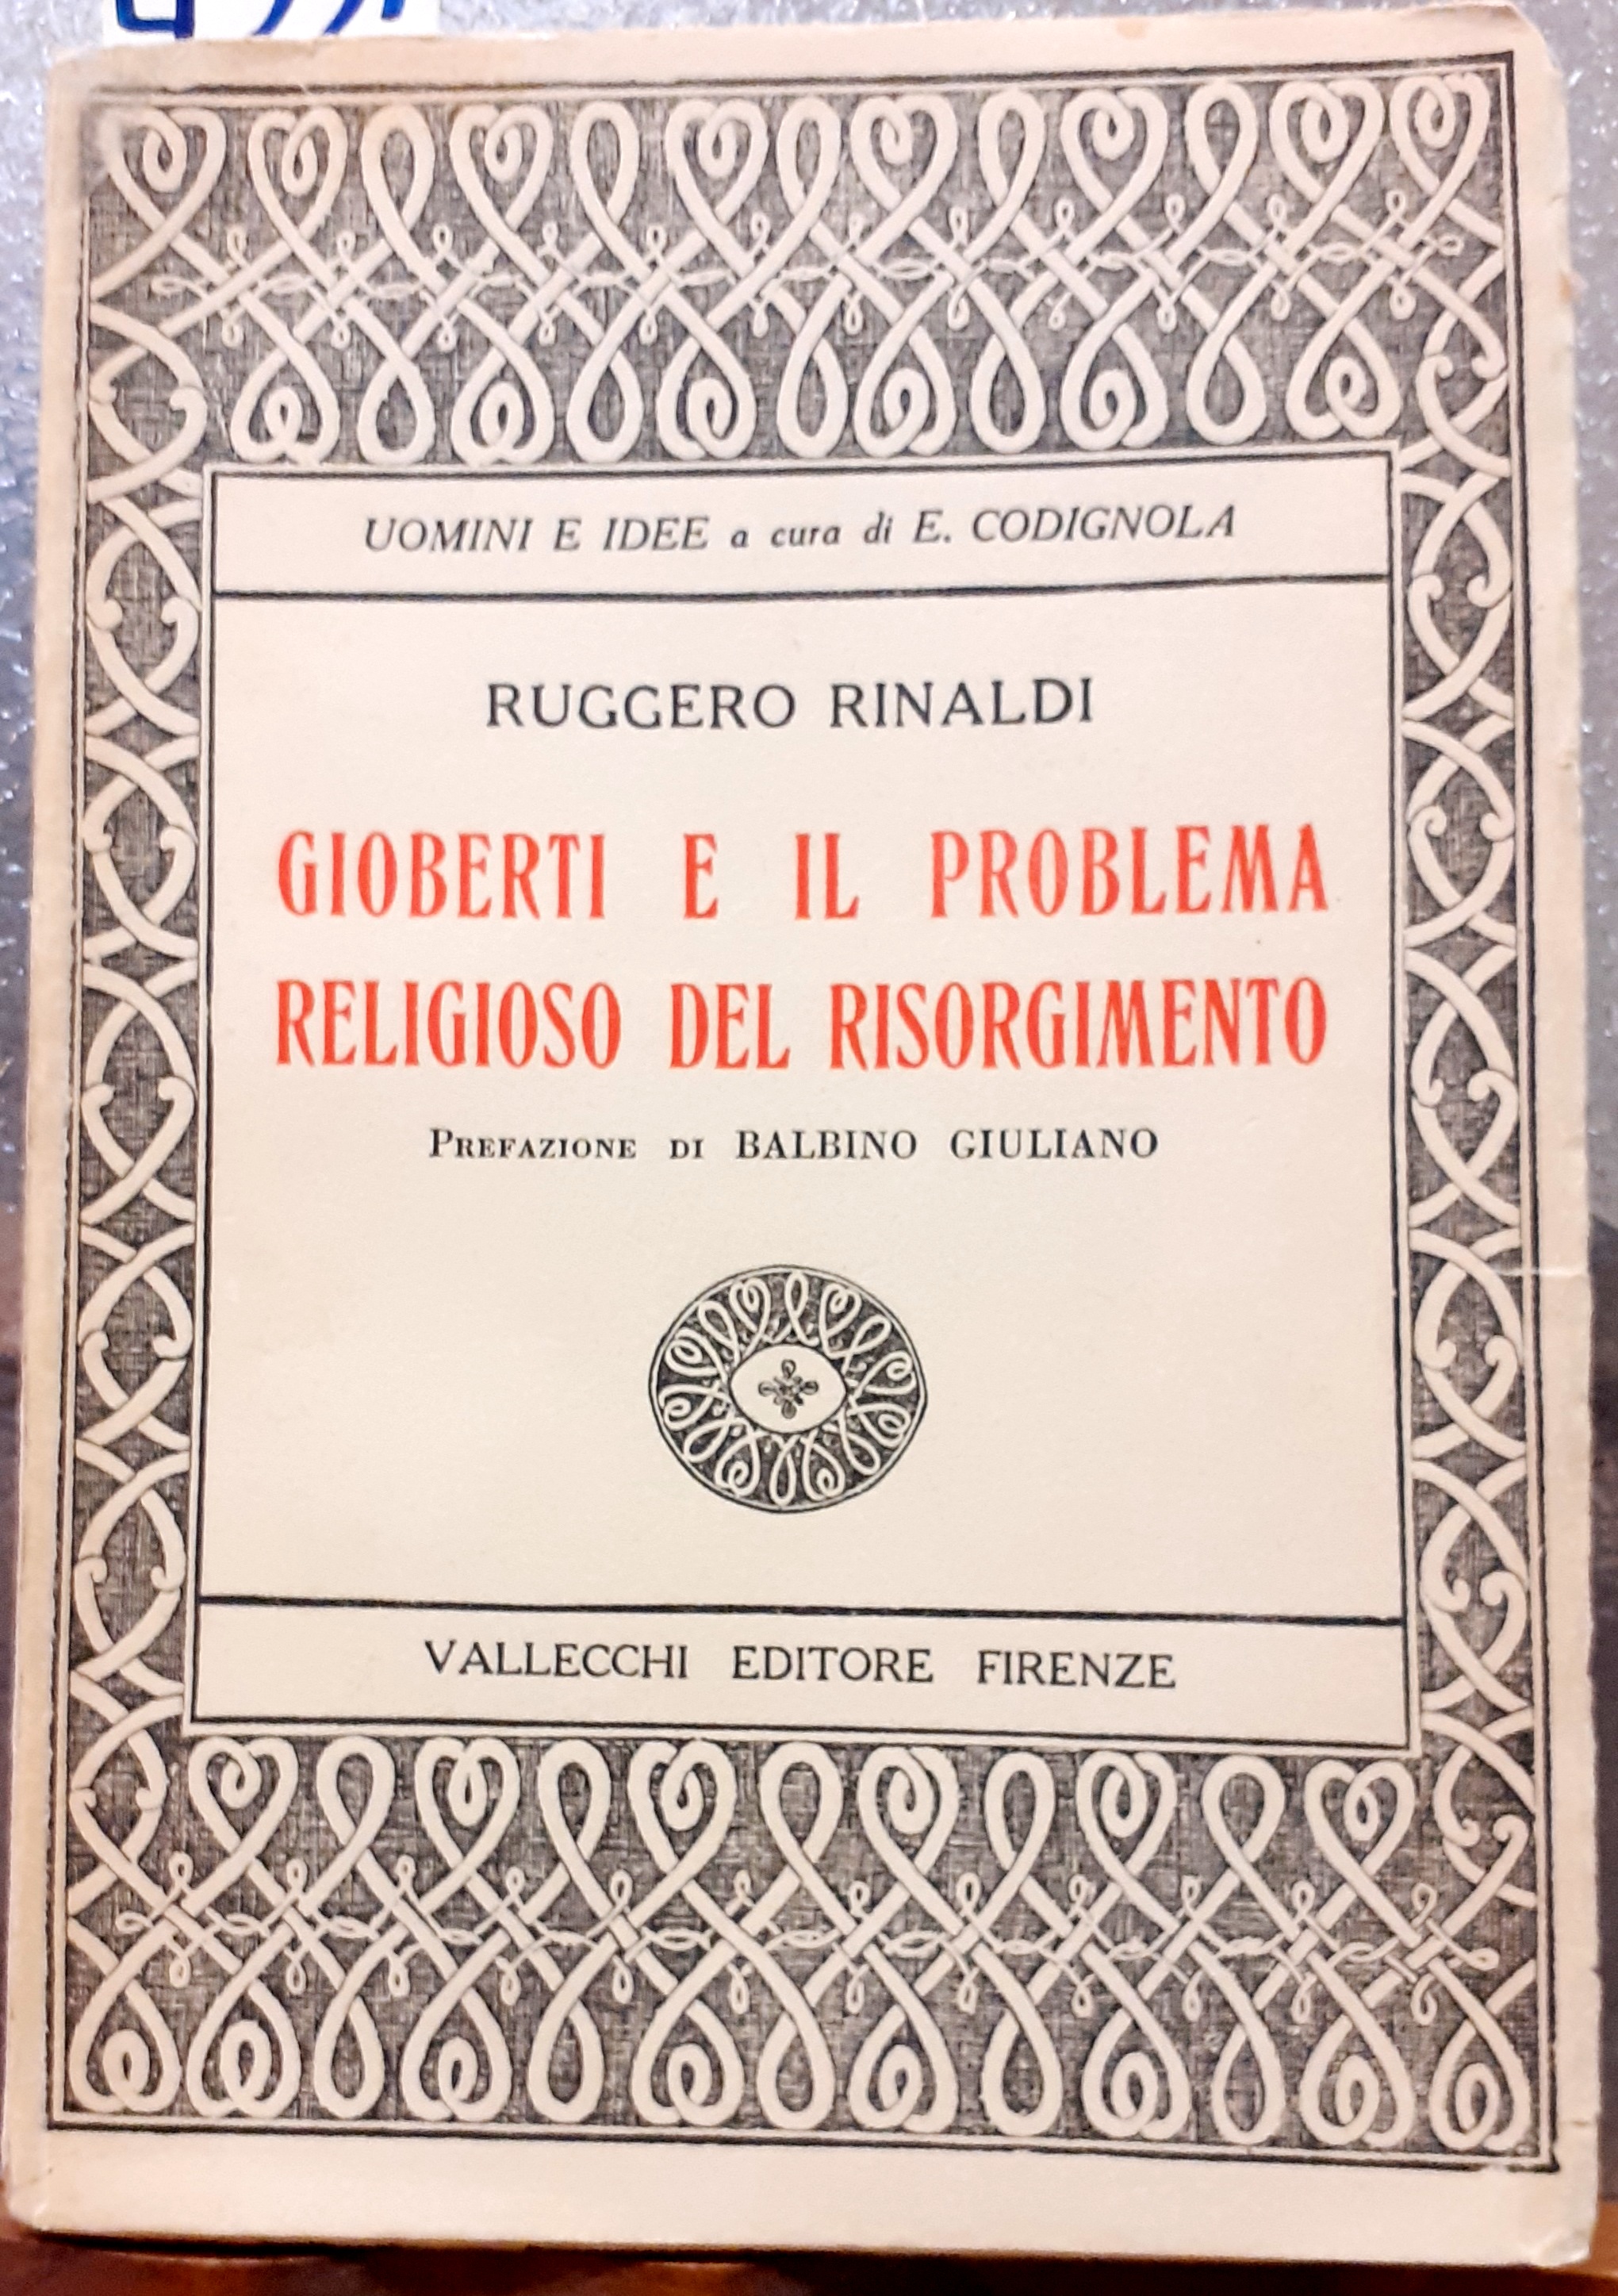 UOMINI E IDEE a cura di E. CODIGNOLA
RUGGERO RINALDI
GIOBERTI E IL PROBLEMA
RELIGIOSO DEL RISORGIMENTO
PREFAZIONE DI BALBINO GIULIANO
VALLECCHI EDITORE FIRENZE